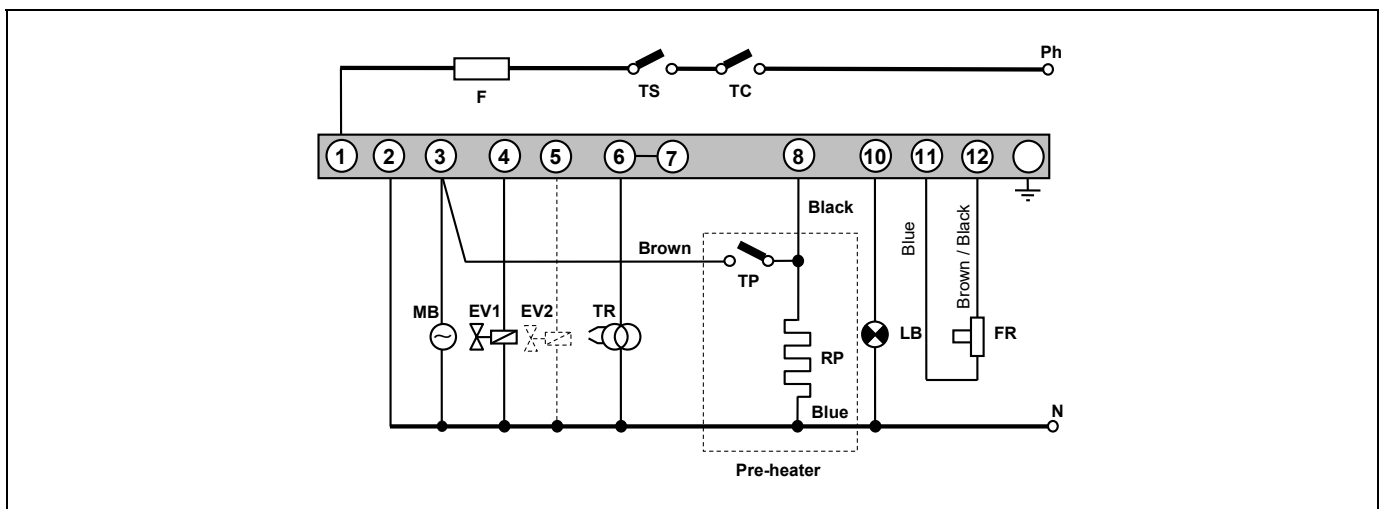 Ph
F
TS
TC
1 2 3 4 5 6 7 8 10 11 12
Black
Blue
Brown / Black
Brown
TP
MB
EV1
EV2
TR
~
LB
FR
RP
Blue
N
Pre-heater